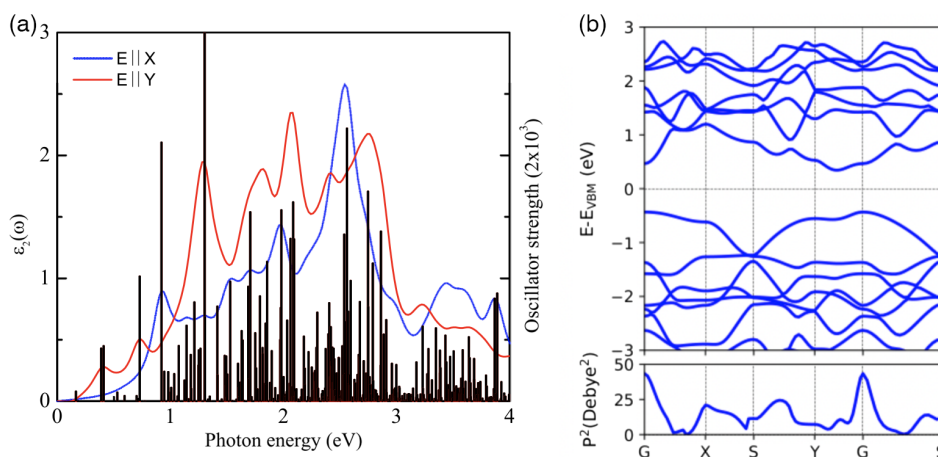 (a)
3
2
1
0
ε₂(ω)
E||X
E||Y
0
1
2
3
4
Photon energy (eV)
Oscillator strength (2x10³)
(b)
3
2
1
0
−1
−2
−3
E-E_VBM (eV)
50
25
0
P²(Debye²)
G
X
S
Y
G
S